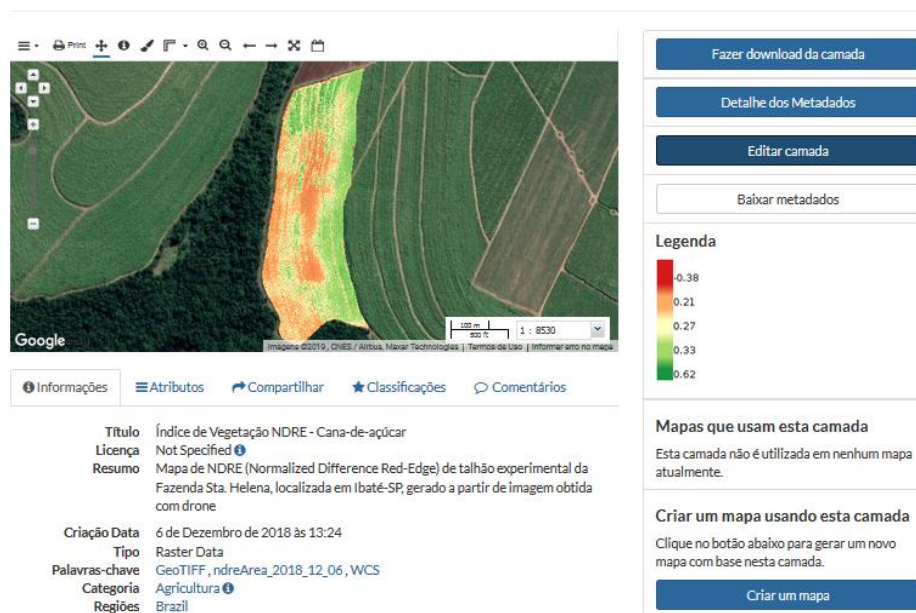 Print
Google
100 m
500 ft
1 : 8530
Imagens ©2019 , CNES / Airbus, Maxar Technologies | Termos de Uso | Informar erro no mapa
Informações
Atributos
Compartilhar
Classificações
Comentários
Título Índice de Vegetação NDRE - Cana-de-açúcar
Licença Not Specified
Resumo Mapa de NDRE (Normalized Difference Red-Edge) de talhão experimental da
Fazenda Sta. Helena, localizada em Ibaté-SP, gerado a partir de imagem obtida
com drone
Criação Data 6 de Dezembro de 2018 às 13:24
Tipo Raster Data
Palavras-chave GeoTIFF , ndreArea_2018_12_06 , WCS
Categoria Agricultura
Regiões Brazil
Fazer download da camada
Detalhe dos Metadados
Editar camada
Baixar metadados
Legenda
-0.38
0.21
0.27
0.33
0.62
Mapas que usam esta camada
Esta camada não é utilizada em nenhum mapa
atualmente.
Criar um mapa usando esta camada
Clique no botão abaixo para gerar um novo
mapa com base nesta camada.
Criar um mapa